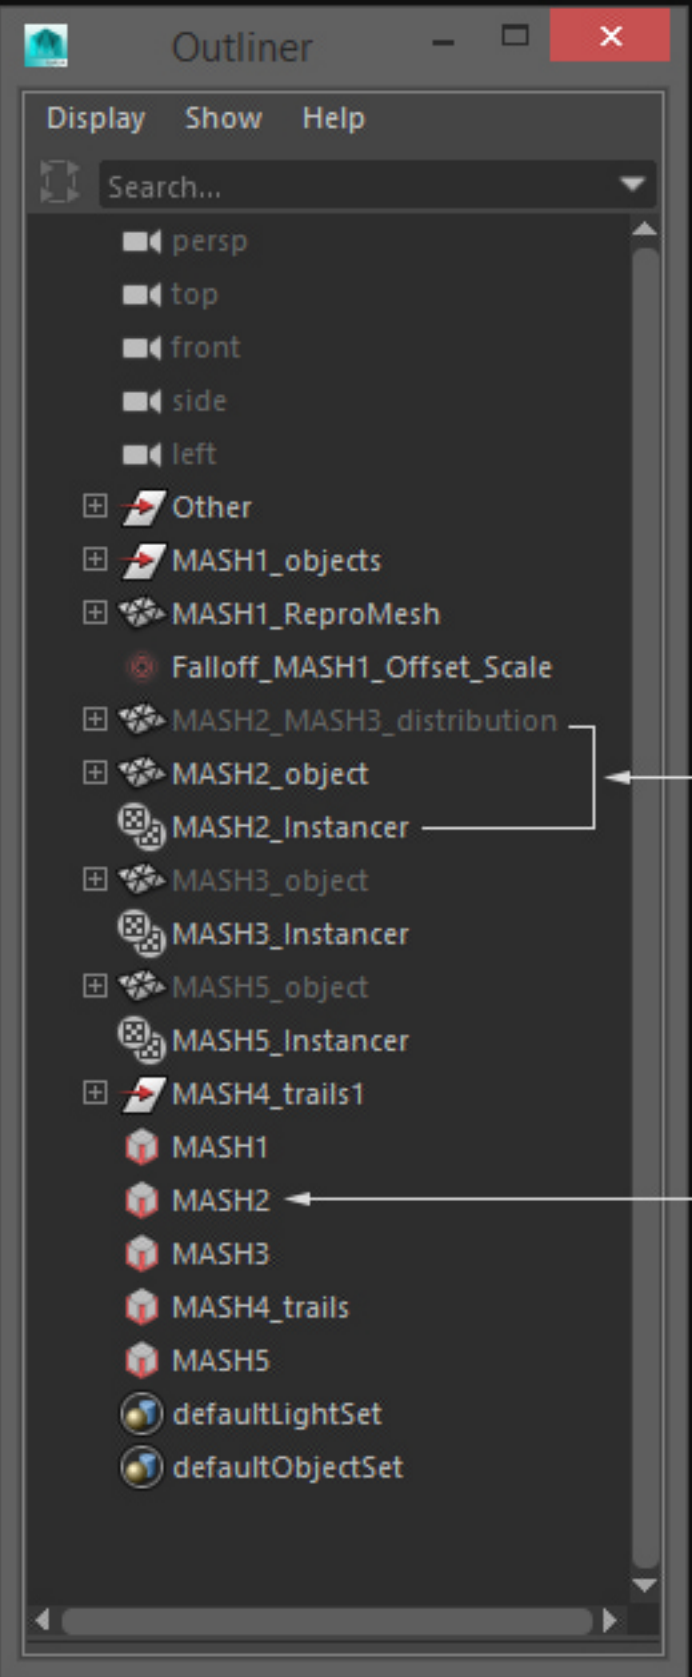 Outliner
Display Show Help
Search...
persp
top
front
side
left
Other
MASH1_objects
MASH1_ReproMesh
Falloff_MASH1_Offset_Scale
MASH2_MASH3_distribution
MASH2_object
MASH2_Instancer
MASH3_object
MASH3_Instancer
MASH5_object
MASH5_Instancer
MASH4_trails1
MASH1
MASH2
MASH3
MASH4_trails
MASH5
defaultLightSet
defaultObjectSet